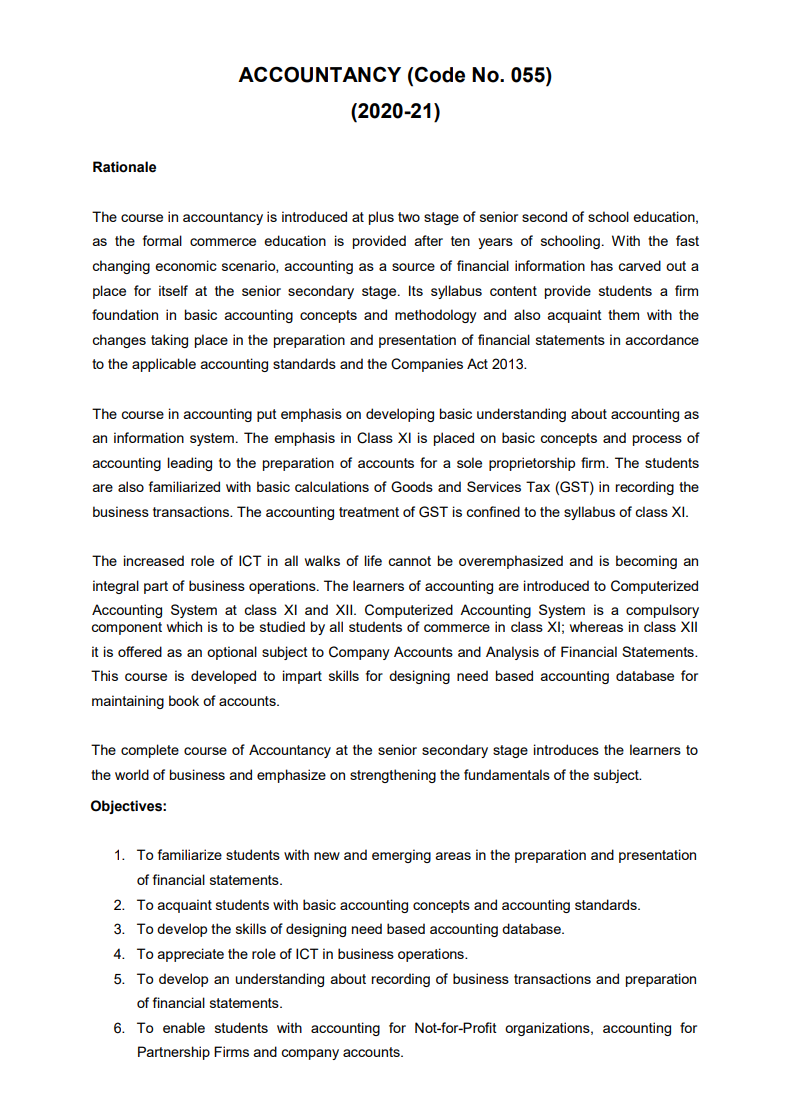 ACCOUNTANCY (Code No. 055)
(2020-21)
Rationale
The course in accountancy is introduced at plus two stage of senior second of school education,
as the formal commerce education is provided after ten years of schooling. With the fast
changing economic scenario, accounting as a source of financial information has carved out a
place for itself at the senior secondary stage. Its syllabus content provide students a firm
foundation in basic accounting concepts and methodology and also acquaint them with the
changes taking place in the preparation and presentation of financial statements in accordance
to the applicable accounting standards and the Companies Act 2013.
The course in accounting put emphasis on developing basic understanding about accounting as
an information system. The emphasis in Class XI is placed on basic concepts and process of
accounting leading to the preparation of accounts for a sole proprietorship firm. The students
are also familiarized with basic calculations of Goods and Services Tax (GST) in recording the
business transactions. The accounting treatment of GST is confined to the syllabus of class XI.
The increased role of ICT in all walks of life cannot be overemphasized and is becoming an
integral part of business operations. The learners of accounting are introduced to Computerized
Accounting System at class XI and XII. Computerized Accounting System is a compulsory
component which is to be studied by all students of commerce in class XI; whereas in class XII
it is offered as an optional subject to Company Accounts and Analysis of Financial Statements.
This course is developed to impart skills for designing need based accounting database for
maintaining book of accounts.
The complete course of Accountancy at the senior secondary stage introduces the learners to
the world of business and emphasize on strengthening the fundamentals of the subject.
Objectives:
1. To familiarize students with new and emerging areas in the preparation and presentation
of financial statements.
2. To acquaint students with basic accounting concepts and accounting standards.
3. To develop the skills of designing need based accounting database.
4. To appreciate the role of ICT in business operations.
5. To develop an understanding about recording of business transactions and preparation
of financial statements.
6. To enable students with accounting for Not-for-Profit organizations, accounting for
Partnership Firms and company accounts.